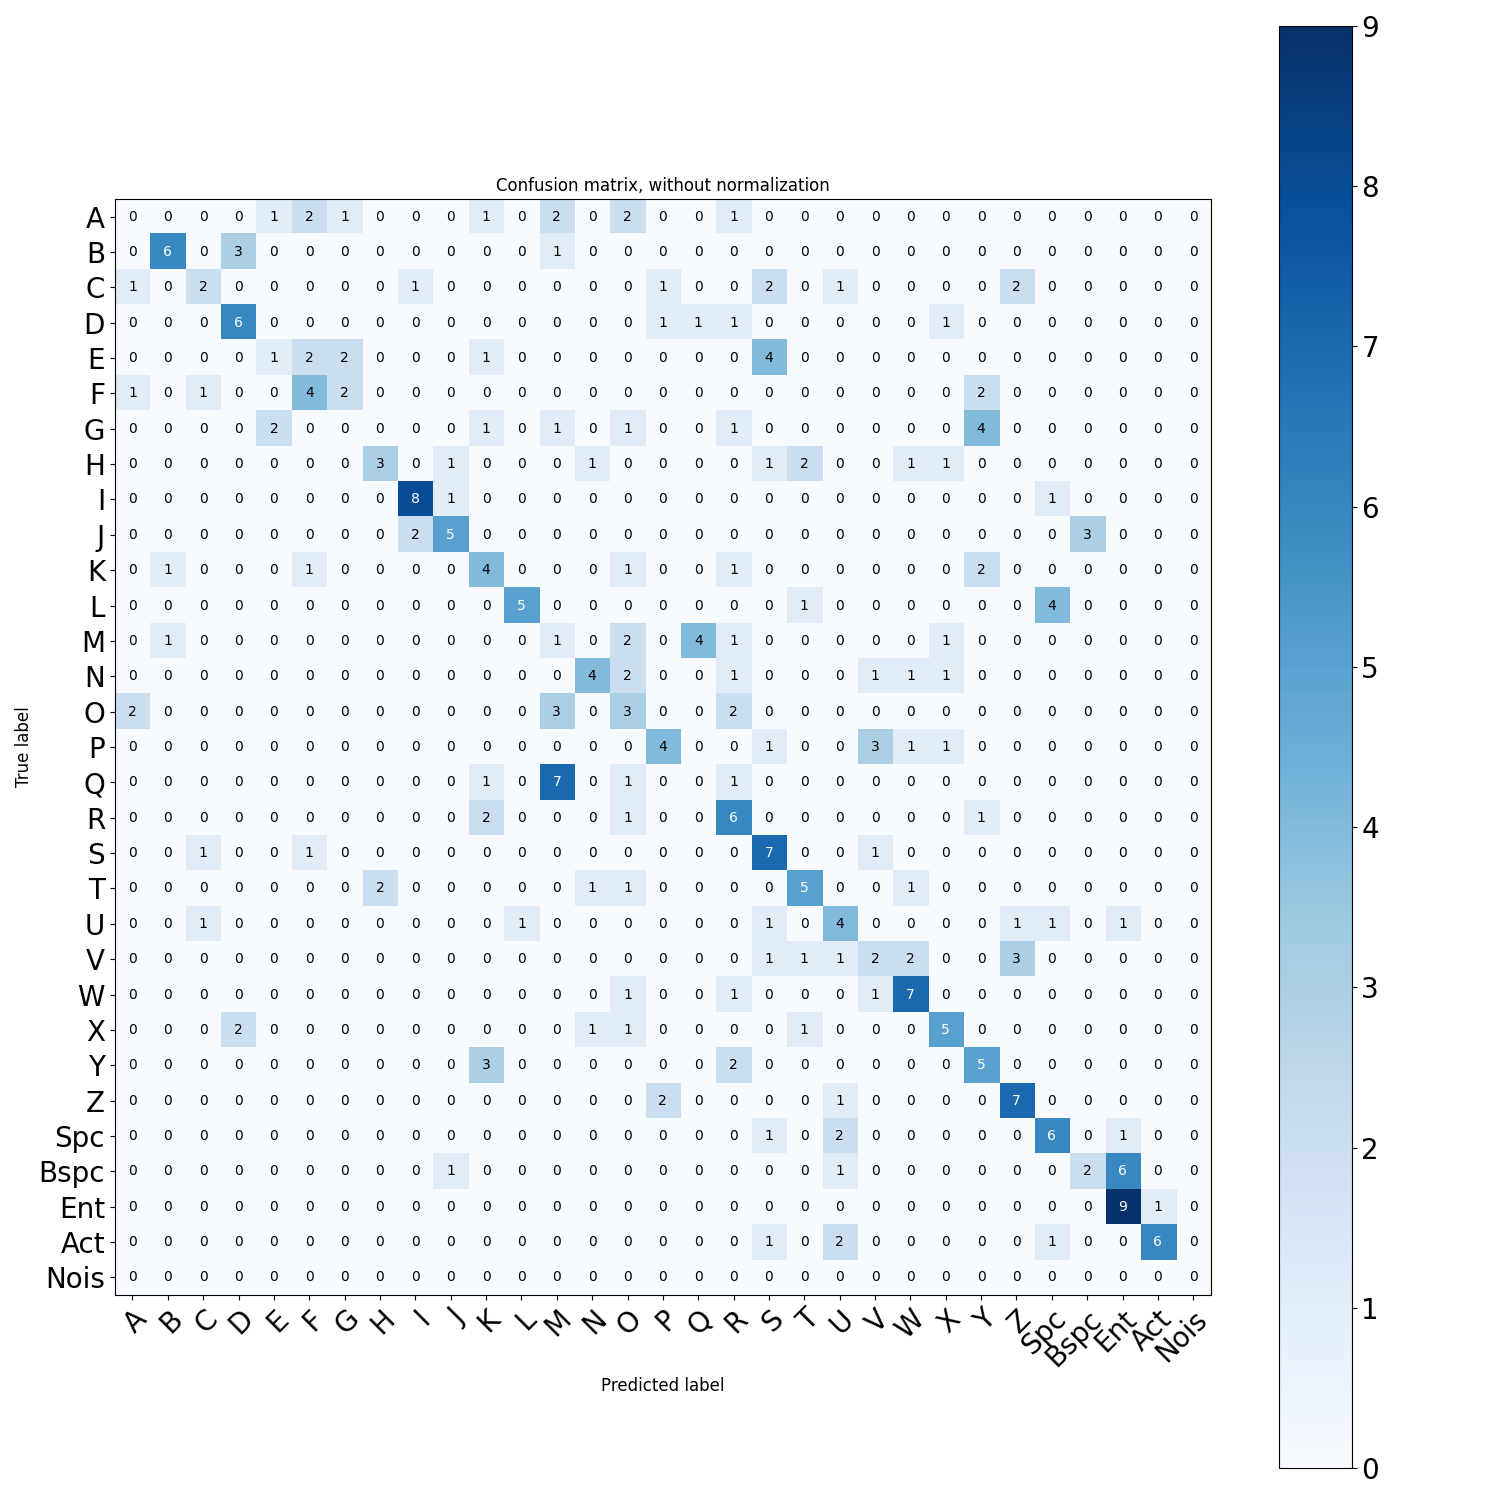 Confusion matrix, without normalization
A 0 0 0 0 1 2 1 0 0 0 1 0 2 0 2 0 0 1 0 0 0 0 0 0 0 0 0 0 0 0 0
B 0 6 0 3 0 0 0 0 0 0 0 0 1 0 0 0 0 0 0 0 0 0 0 0 0 0 0 0 0 0 0
C 1 0 2 0 0 0 0 0 1 0 0 0 0 0 0 1 0 0 2 0 1 0 0 0 0 2 0 0 0 0 0
D 0 0 0 6 0 0 0 0 0 0 0 0 0 0 0 1 1 1 0 0 0 0 0 1 0 0 0 0 0 0 0
E 0 0 0 0 1 2 2 0 0 0 1 0 0 0 0 0 0 0 4 0 0 0 0 0 0 0 0 0 0 0 0
F 1 0 1 0 0 4 2 0 0 0 0 0 0 0 0 0 0 0 0 0 0 0 0 0 2 0 0 0 0 0 0
G 0 0 0 0 2 0 0 0 0 0 1 0 1 0 1 0 0 1 0 0 0 0 0 0 4 0 0 0 0 0 0
H 0 0 0 0 0 0 0 3 0 1 0 0 0 1 0 0 0 0 1 2 0 0 1 1 0 0 0 0 0 0 0
I 0 0 0 0 0 0 0 0 8 1 0 0 0 0 0 0 0 0 0 0 0 0 0 0 0 0 1 0 0 0 0
J 0 0 0 0 0 0 0 0 2 5 0 0 0 0 0 0 0 0 0 0 0 0 0 0 0 0 0 3 0 0 0
K 0 1 0 0 0 1 0 0 0 0 4 0 0 0 1 0 0 1 0 0 0 0 0 0 2 0 0 0 0 0 0
L 0 0 0 0 0 0 0 0 0 0 0 5 0 0 0 0 0 0 0 1 0 0 0 0 0 0 4 0 0 0 0
M 0 1 0 0 0 0 0 0 0 0 0 0 1 0 2 0 4 1 0 0 0 0 0 1 0 0 0 0 0 0 0
N 0 0 0 0 0 0 0 0 0 0 0 0 0 4 2 0 0 1 0 0 0 1 1 1 0 0 0 0 0 0 0
O 2 0 0 0 0 0 0 0 0 0 0 0 3 0 3 0 0 2 0 0 0 0 0 0 0 0 0 0 0 0 0
P 0 0 0 0 0 0 0 0 0 0 0 0 0 0 0 4 0 0 1 0 0 3 1 1 0 0 0 0 0 0 0
Q 0 0 0 0 0 0 0 0 0 0 1 0 7 0 1 0 0 1 0 0 0 0 0 0 0 0 0 0 0 0 0
R 0 0 0 0 0 0 0 0 0 0 2 0 0 0 1 0 0 6 0 0 0 0 0 0 1 0 0 0 0 0 0
S 0 0 1 0 0 1 0 0 0 0 0 0 0 0 0 0 0 0 7 0 0 1 0 0 0 0 0 0 0 0 0
T 0 0 0 0 0 0 0 2 0 0 0 0 0 1 1 0 0 0 0 5 0 0 1 0 0 0 0 0 0 0 0
U 0 0 1 0 0 0 0 0 0 0 0 1 0 0 0 0 0 0 1 0 4 0 0 0 0 1 1 0 1 0 0
V 0 0 0 0 0 0 0 0 0 0 0 0 0 0 0 0 0 0 1 1 1 2 2 0 0 3 0 0 0 0 0
W 0 0 0 0 0 0 0 0 0 0 0 0 0 0 1 0 0 1 0 0 0 1 7 0 0 0 0 0 0 0 0
X 0 0 0 2 0 0 0 0 0 0 0 0 0 1 1 0 0 0 0 1 0 0 0 5 0 0 0 0 0 0 0
Y 0 0 0 0 0 0 0 0 0 0 3 0 0 0 0 0 0 2 0 0 0 0 0 0 5 0 0 0 0 0 0
Z 0 0 0 0 0 0 0 0 0 0 0 0 0 0 0 2 0 0 0 0 1 0 0 0 0 7 0 0 0 0 0
Spc 0 0 0 0 0 0 0 0 0 0 0 0 0 0 0 0 0 0 1 0 2 0 0 0 0 0 6 0 1 0 0
Bspc 0 0 0 0 0 0 0 0 0 1 0 0 0 0 0 0 0 0 0 0 1 0 0 0 0 0 0 2 6 0 0
Ent 0 0 0 0 0 0 0 0 0 0 0 0 0 0 0 0 0 0 0 0 0 0 0 0 0 0 0 0 9 1 0
Act 0 0 0 0 0 0 0 0 0 0 0 0 0 0 0 0 0 0 1 0 2 0 0 0 0 0 1 0 0 6 0
Nois 0 0 0 0 0 0 0 0 0 0 0 0 0 0 0 0 0 0 0 0 0 0 0 0 0 0 0 0 0 0 0
A B C D E F G H I J K L M N O P Q R S T U V W X Y Z Spc Bspc Ent Act Nois
Predicted label
True label
9
8
7
6
5
4
3
2
1
0